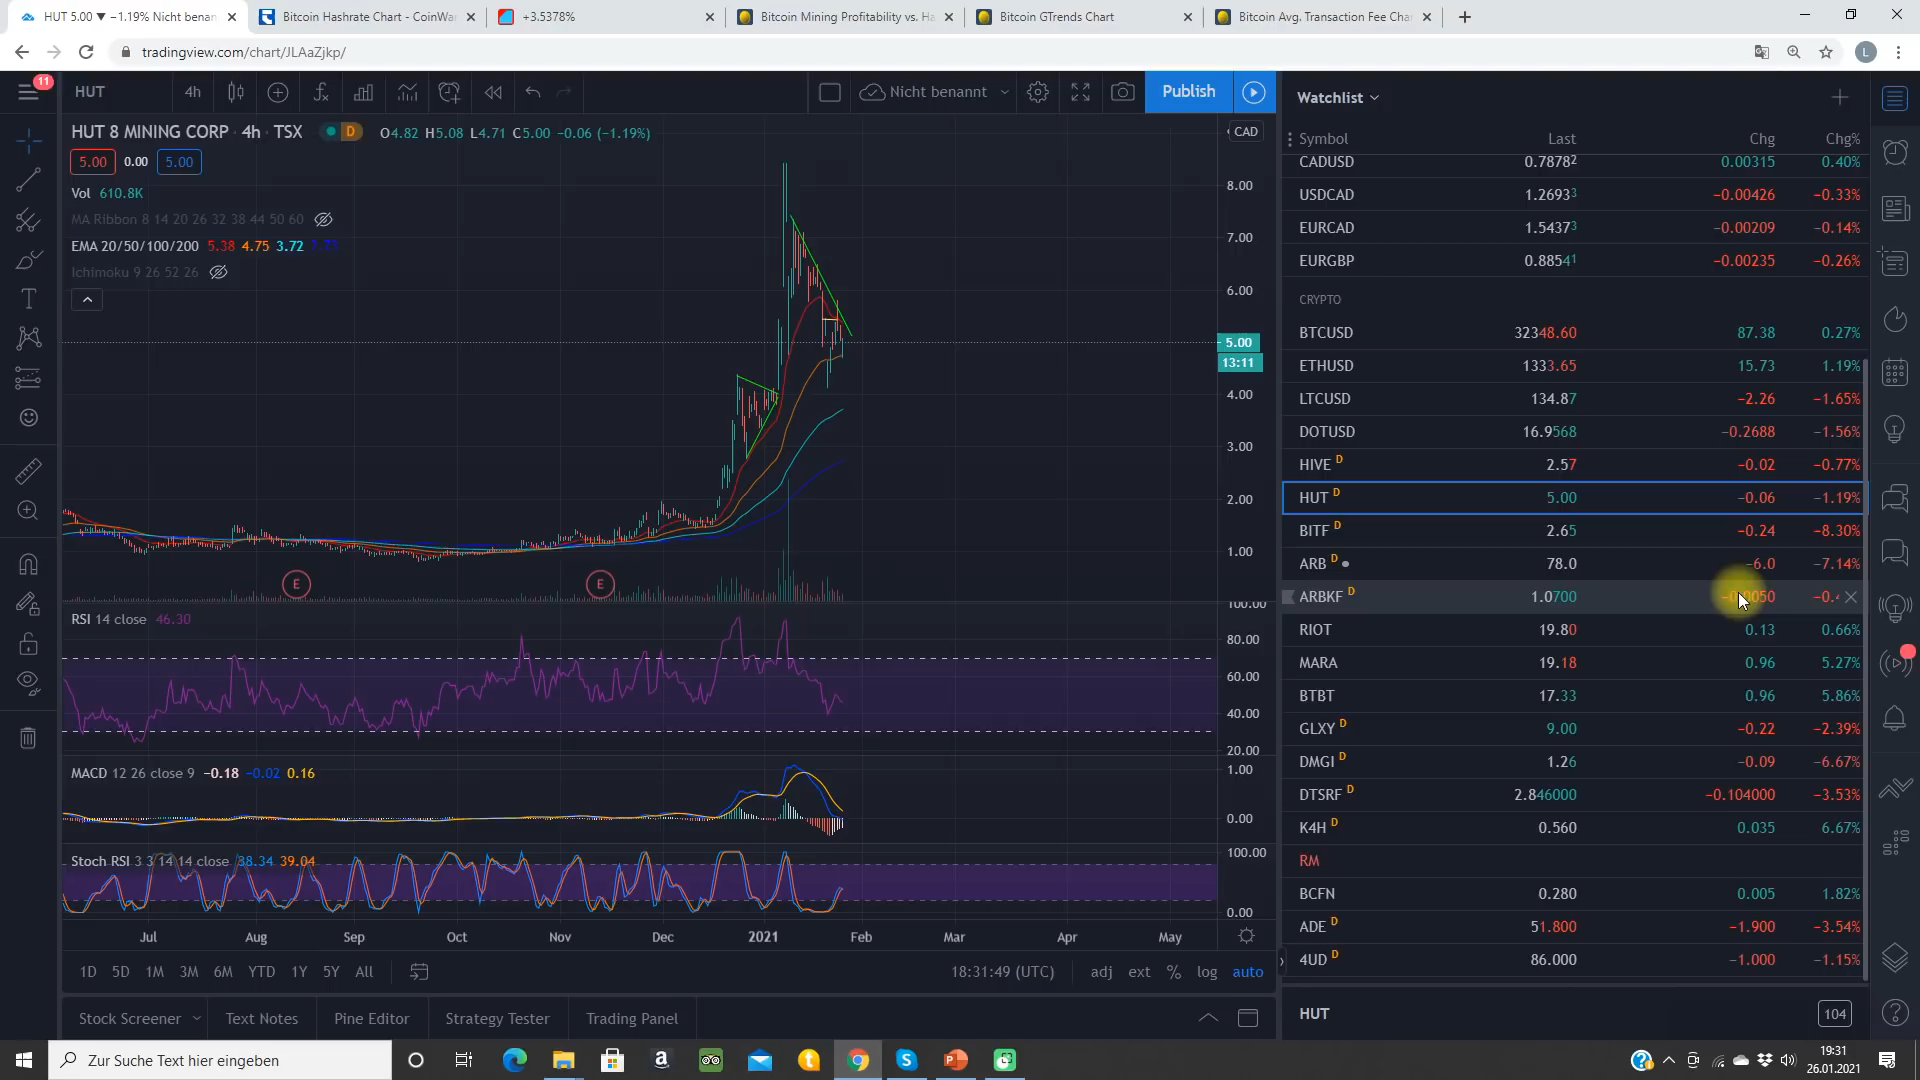 HUT 5.00 ▼ −1.19% Nicht benan
Bitcoin Hashrate Chart - CoinWar
+3.5378%
Bitcoin Mining Profitability vs. Ha
Bitcoin GTrends Chart
Bitcoin Avg. Transaction Fee Cha
tradingview.com/chart/JLAaZjkp/
L
11
HUT
4h
Nicht benannt
Publish
HUT 8 MINING CORP · 4h · TSX
D
O4.82 H5.08 L4.71 C5.00 −0.06 (−1.19%)
5.00 0.00 5.00
Vol 610.8K
MA Ribbon 8 14 20 26 32 38 44 50 60
EMA 20/50/100/200 5.38 4.75 3.72
Ichimoku 9 26 52 26
CAD
8.00
7.00
6.00
5.00
13:11
4.00
3.00
2.00
1.00
E
E
RSI 14 close 46.30
100.00
80.00
60.00
40.00
20.00
MACD 12 26 close 9 −0.18 −0.02 0.16
1.00
0.00
Stoch RSI 3 3 14 14 close 38.34 39.04
100.00
0.00
Jul Aug Sep Oct Nov Dec 2021 Feb Mar Apr May
1D 5D 1M 3M 6M YTD 1Y 5Y All
18:31:49 (UTC) adj ext % log auto
Stock Screener Text Notes Pine Editor Strategy Tester Trading Panel
Watchlist
Symbol Last Chg Chg%
CADUSD 0.78782 0.00315 0.40%
USDCAD 1.26933 −0.00426 −0.33%
EURCAD 1.54373 −0.00209 −0.14%
EURGBP 0.88541 −0.00235 −0.26%
CRYPTO
BTCUSD 32348.60 87.38 0.27%
ETHUSD 1333.65 15.73 1.19%
LTCUSD 134.87 −2.26 −1.65%
DOTUSD 16.9568 −0.2688 −1.56%
HIVE D 2.57 −0.02 −0.77%
HUT D 5.00 −0.06 −1.19%
BITF D 2.65 −0.24 −8.30%
ARB D 78.0 −6.0 −7.14%
ARBKF D 1.0700 −0.0050 −0.4
RIOT 19.80 0.13 0.66%
MARA 19.18 0.96 5.27%
BTBT 17.33 0.96 5.86%
GLXY D 9.00 −0.22 −2.39%
DMGI D 1.26 −0.09 −6.67%
DTSRF D 2.846000 −0.104000 −3.53%
K4H D 0.560 0.035 6.67%
RM
BCFN 0.280 0.005 1.82%
ADE D 51.800 −1.900 −3.54%
4UD D 86.000 −1.000 −1.15%
HUT 104
Zur Suche Text hier eingeben
19:31
26.01.2021